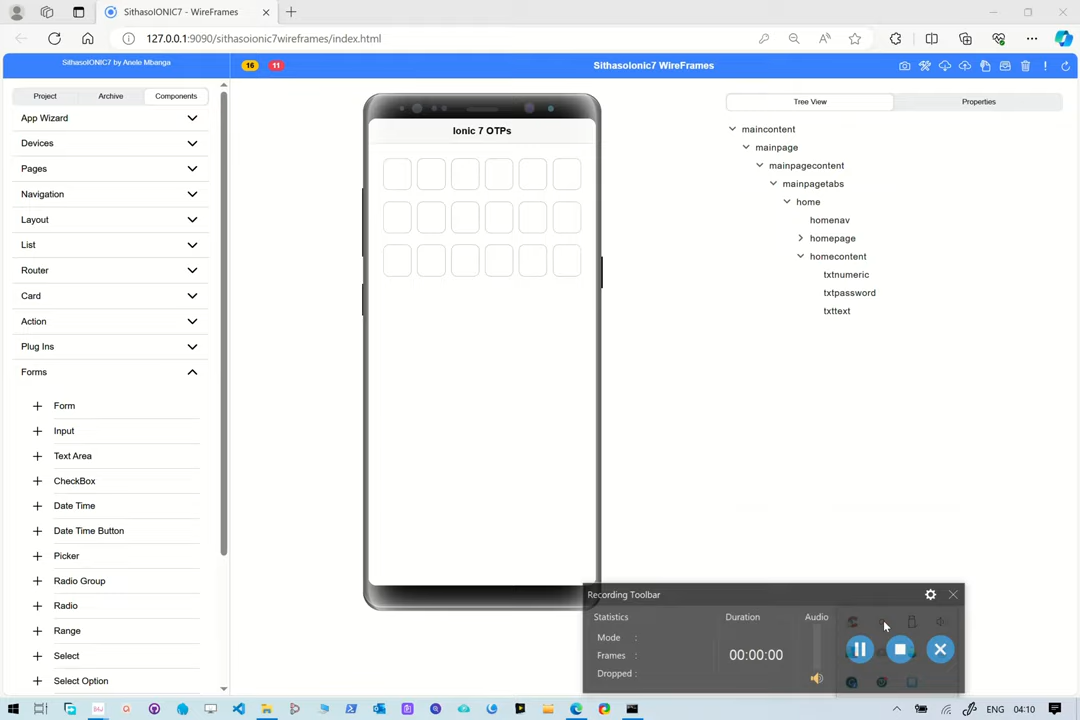 SithasoIONIC7 - WireFrames
127.0.0.1:9090/sithasoionic7wireframes/index.html
SithasoIONIC7 by Anele Mbanga
16
11
SithasoIonic7 WireFrames
Project
Archive
Components
App Wizard
Devices
Pages
Navigation
Layout
List
Router
Card
Action
Plug Ins
Forms
Form
Input
Text Area
CheckBox
Date Time
Date Time Button
Picker
Radio Group
Radio
Range
Select
Select Option
Ionic 7 OTPs
Tree View
Properties
maincontent
mainpage
mainpagecontent
mainpagetabs
home
homenav
homepage
homecontent
txtnumeric
txtpassword
txttext
Recording Toolbar
Statistics
Duration
Audio
Mode :
Frames :
Dropped :
00:00:00
ENG
04:10